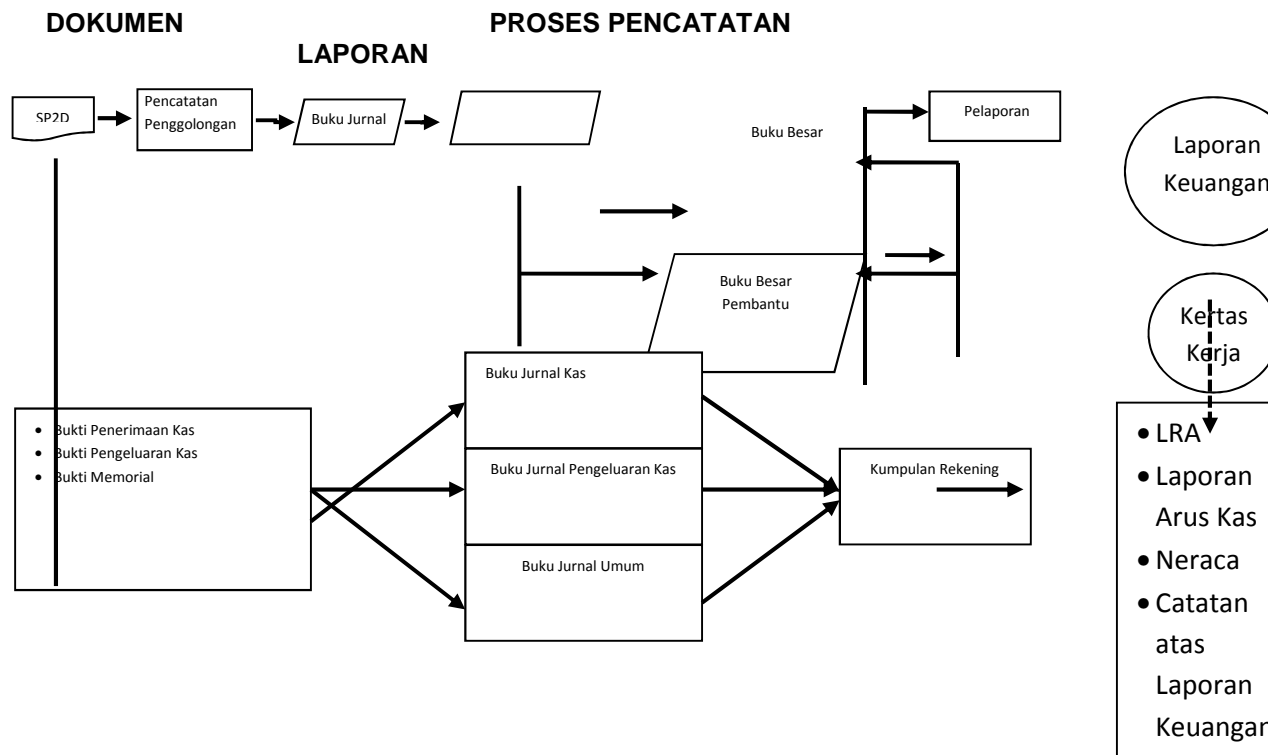 DOKUMEN
PROSES PENCATATAN
LAPORAN
SP2D
Pencatatan
Penggolongan
Buku Jurnal
Buku Besar
Pelaporan
Laporan
Keuangan
Buku Besar
Pembantu
Kertas
Kerja
Buku Jurnal Kas
• Bukti Penerimaan Kas
• Bukti Pengeluaran Kas
• Bukti Memorial
Buku Jurnal Pengeluaran Kas
Kumpulan Rekening
Buku Jurnal Umum
• LRA
• Laporan
Arus Kas
• Neraca
• Catatan
atas
Laporan
Keuangan